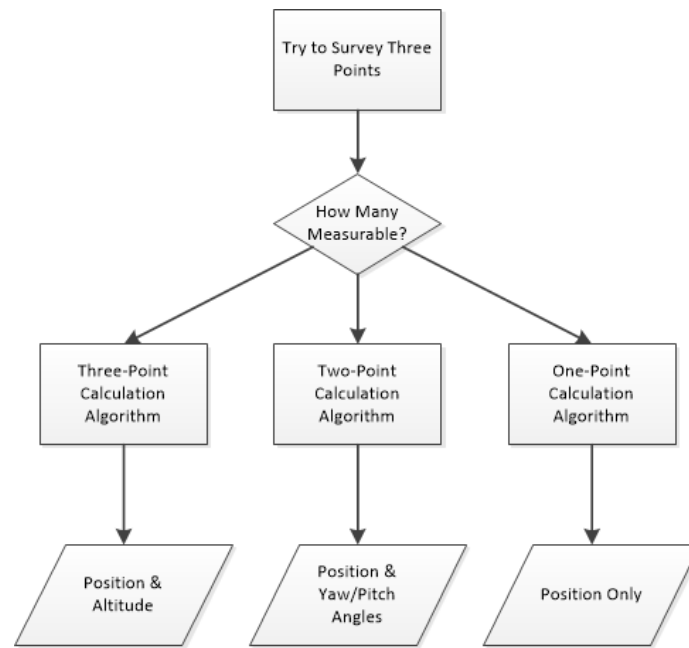 Try to Survey Three
Points
How Many
Measurable?
Three-Point
Calculation
Algorithm
Two-Point
Calculation
Algorithm
One-Point
Calculation
Algorithm
Position &
Altitude
Position &
Yaw/Pitch
Angles
Position Only